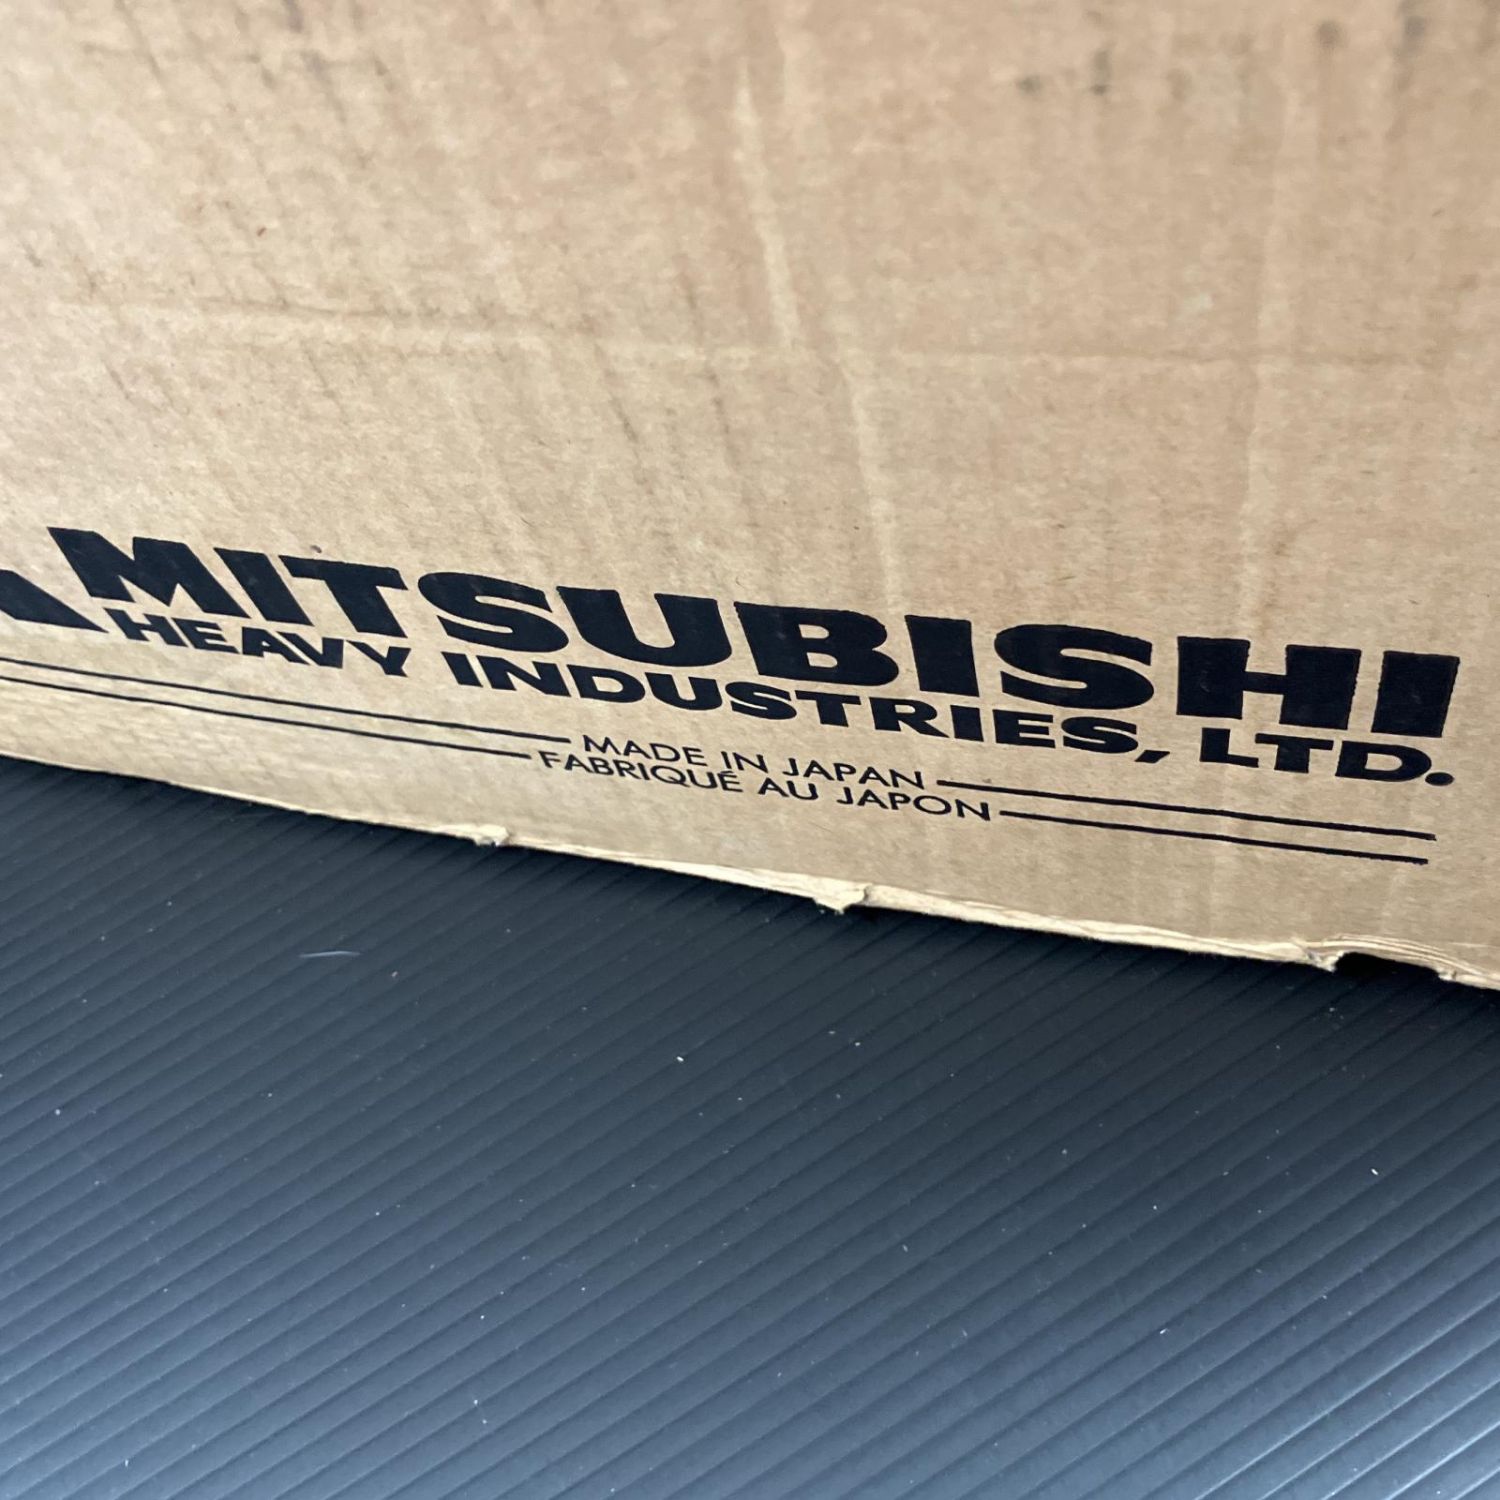 MITSUBISHI
HEAVY INDUSTRIES, LTD.
MADE IN JAPAN
FABRIQUÉ AU JAPON